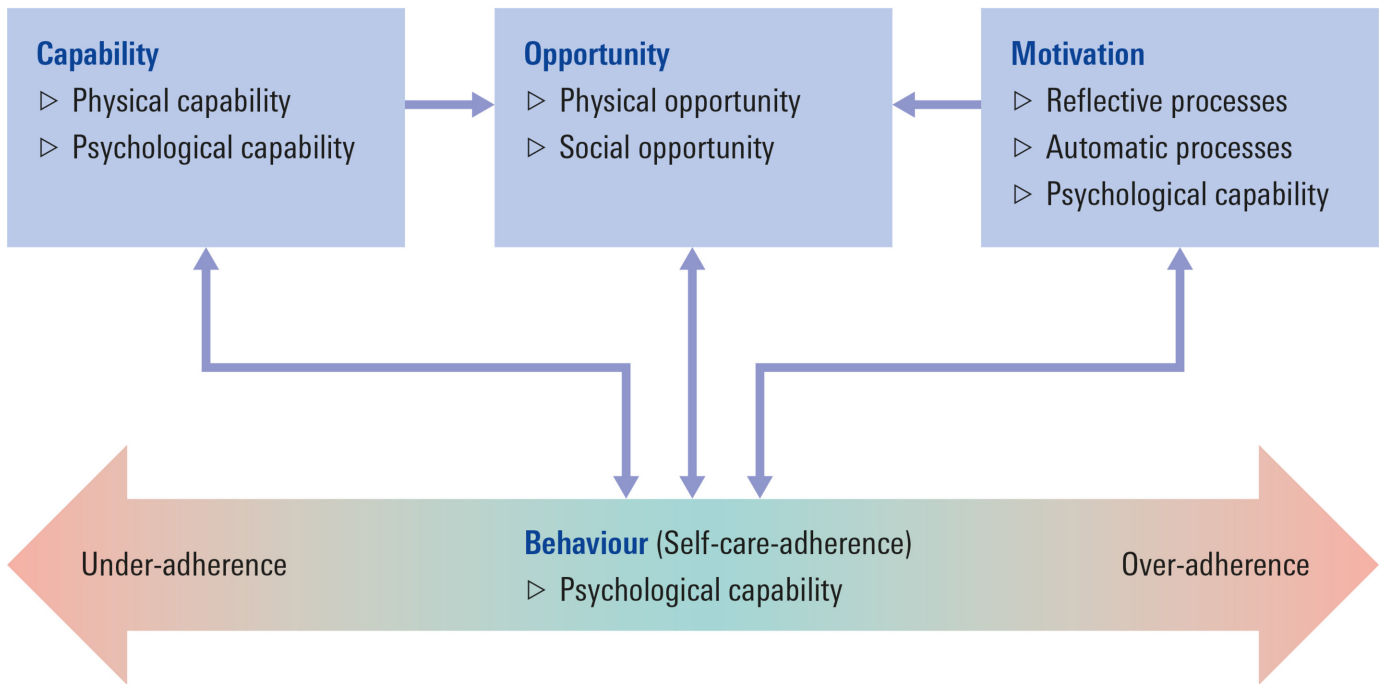 Capability
▷ Physical capability
▷ Psychological capability
Opportunity
▷ Physical opportunity
▷ Social opportunity
Motivation
▷ Reflective processes
▷ Automatic processes
▷ Psychological capability
Under-adherence
Behaviour (Self-care-adherence)
▷ Psychological capability
Over-adherence